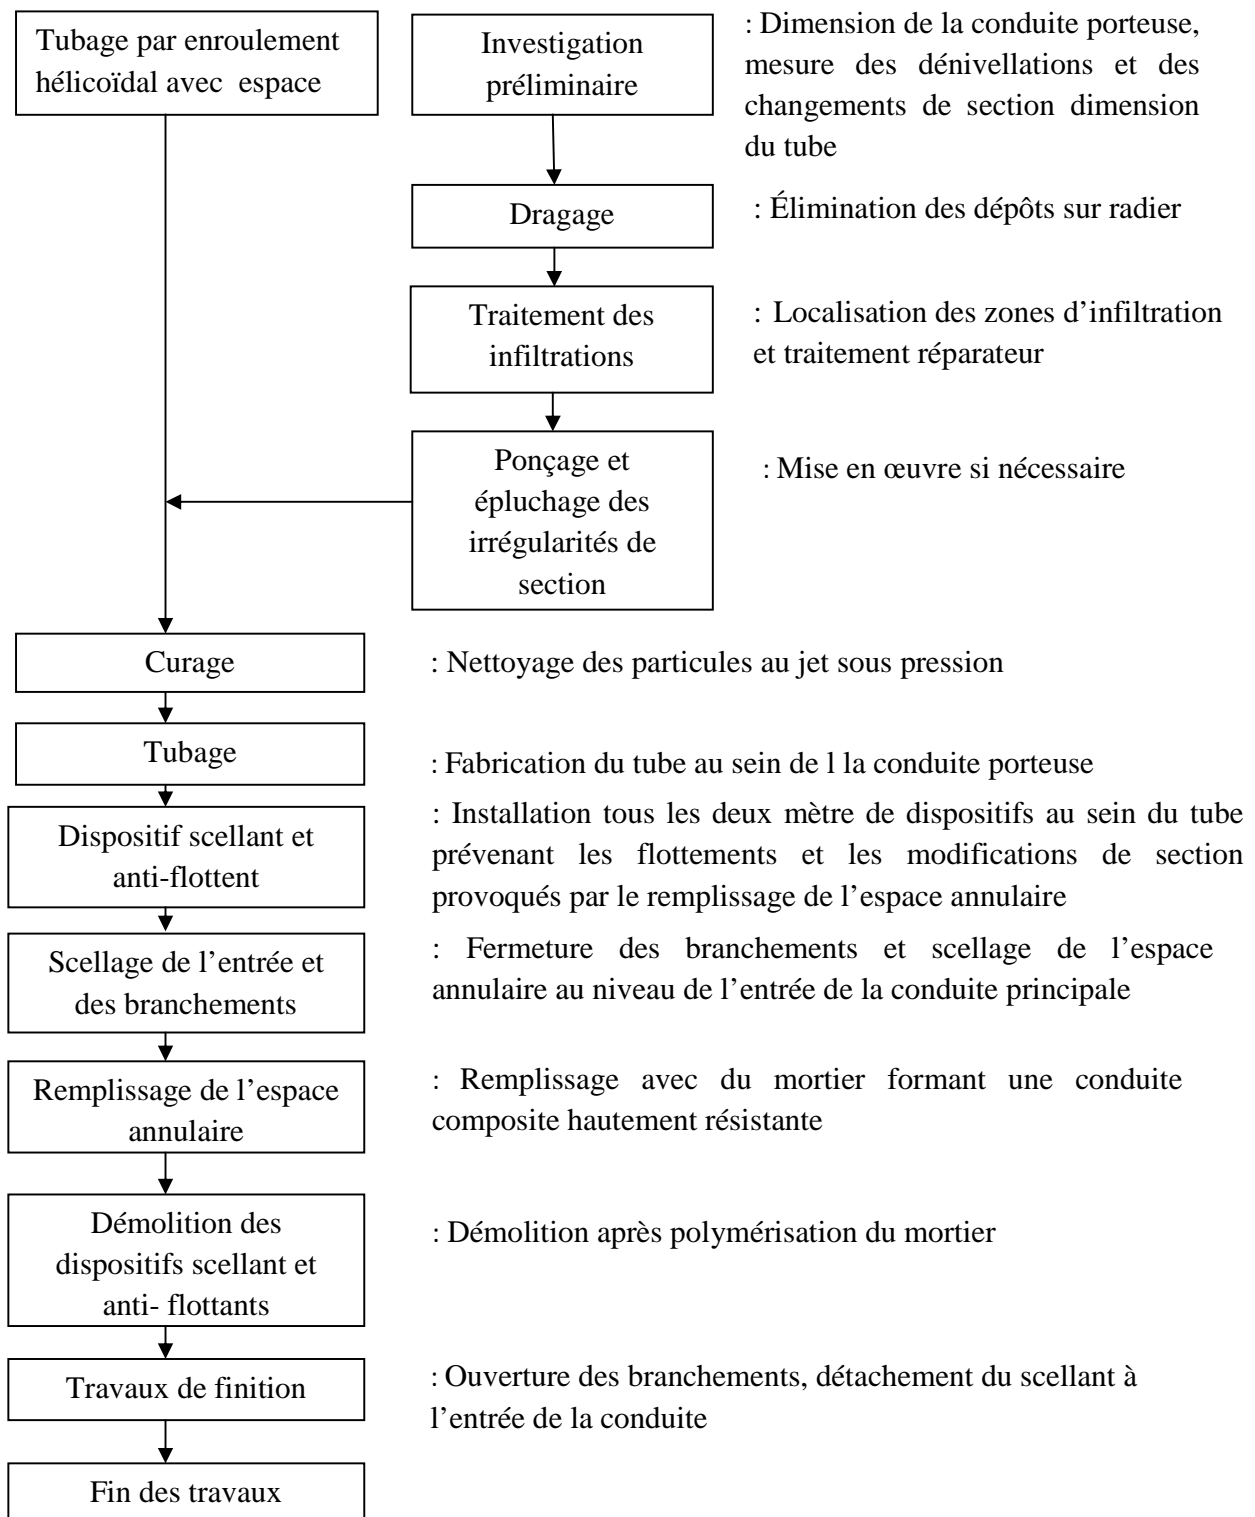 Tubage par enroulement
hélicoïdal avec espace
Investigation
préliminaire
: Dimension de la conduite porteuse,
mesure des dénivellations et des
changements de section dimension
du tube
Dragage
: Élimination des dépôts sur radier
Traitement des
infiltrations
: Localisation des zones d’infiltration
et traitement réparateur
Ponçage et
épluchage des
irrégularités de
section
: Mise en œuvre si nécessaire
Curage
: Nettoyage des particules au jet sous pression
Tubage
: Fabrication du tube au sein de l la conduite porteuse
Dispositif scellant et
anti-flottent
: Installation tous les deux mètre de dispositifs au sein du tube
prévenant les flottements et les modifications de section
provoqués par le remplissage de l’espace annulaire
Scellage de l’entrée et
des branchements
: Fermeture des branchements et scellage de l’espace
annulaire au niveau de l’entrée de la conduite principale
Remplissage de l’espace
annulaire
: Remplissage avec du mortier formant une conduite
composite hautement résistante
Démolition des
dispositifs scellant et
anti- flottants
: Démolition après polymérisation du mortier
Travaux de finition
: Ouverture des branchements, détachement du scellant à
l’entrée de la conduite
Fin des travaux